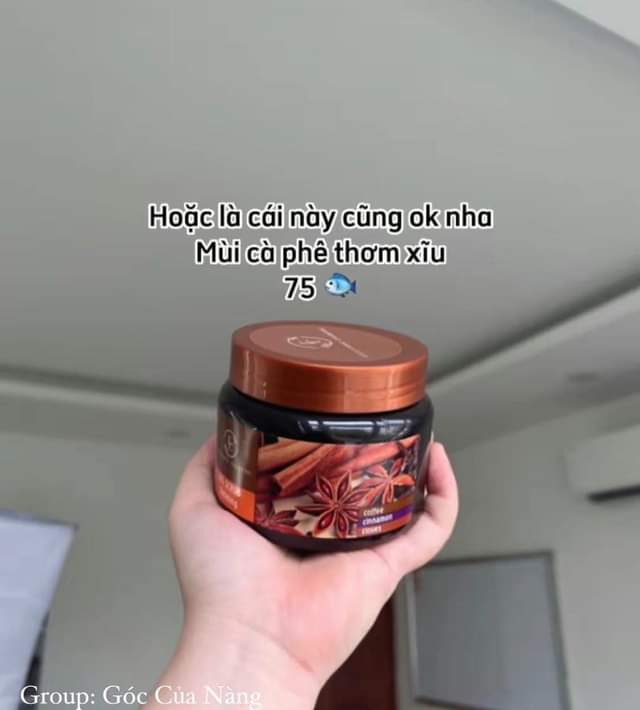 Hoặc là cái này cũng ok nha
Mùi cà phê thơm xĩu
75 🐟
coffee
cinnamon
cloves
Group: Góc Của Nàng